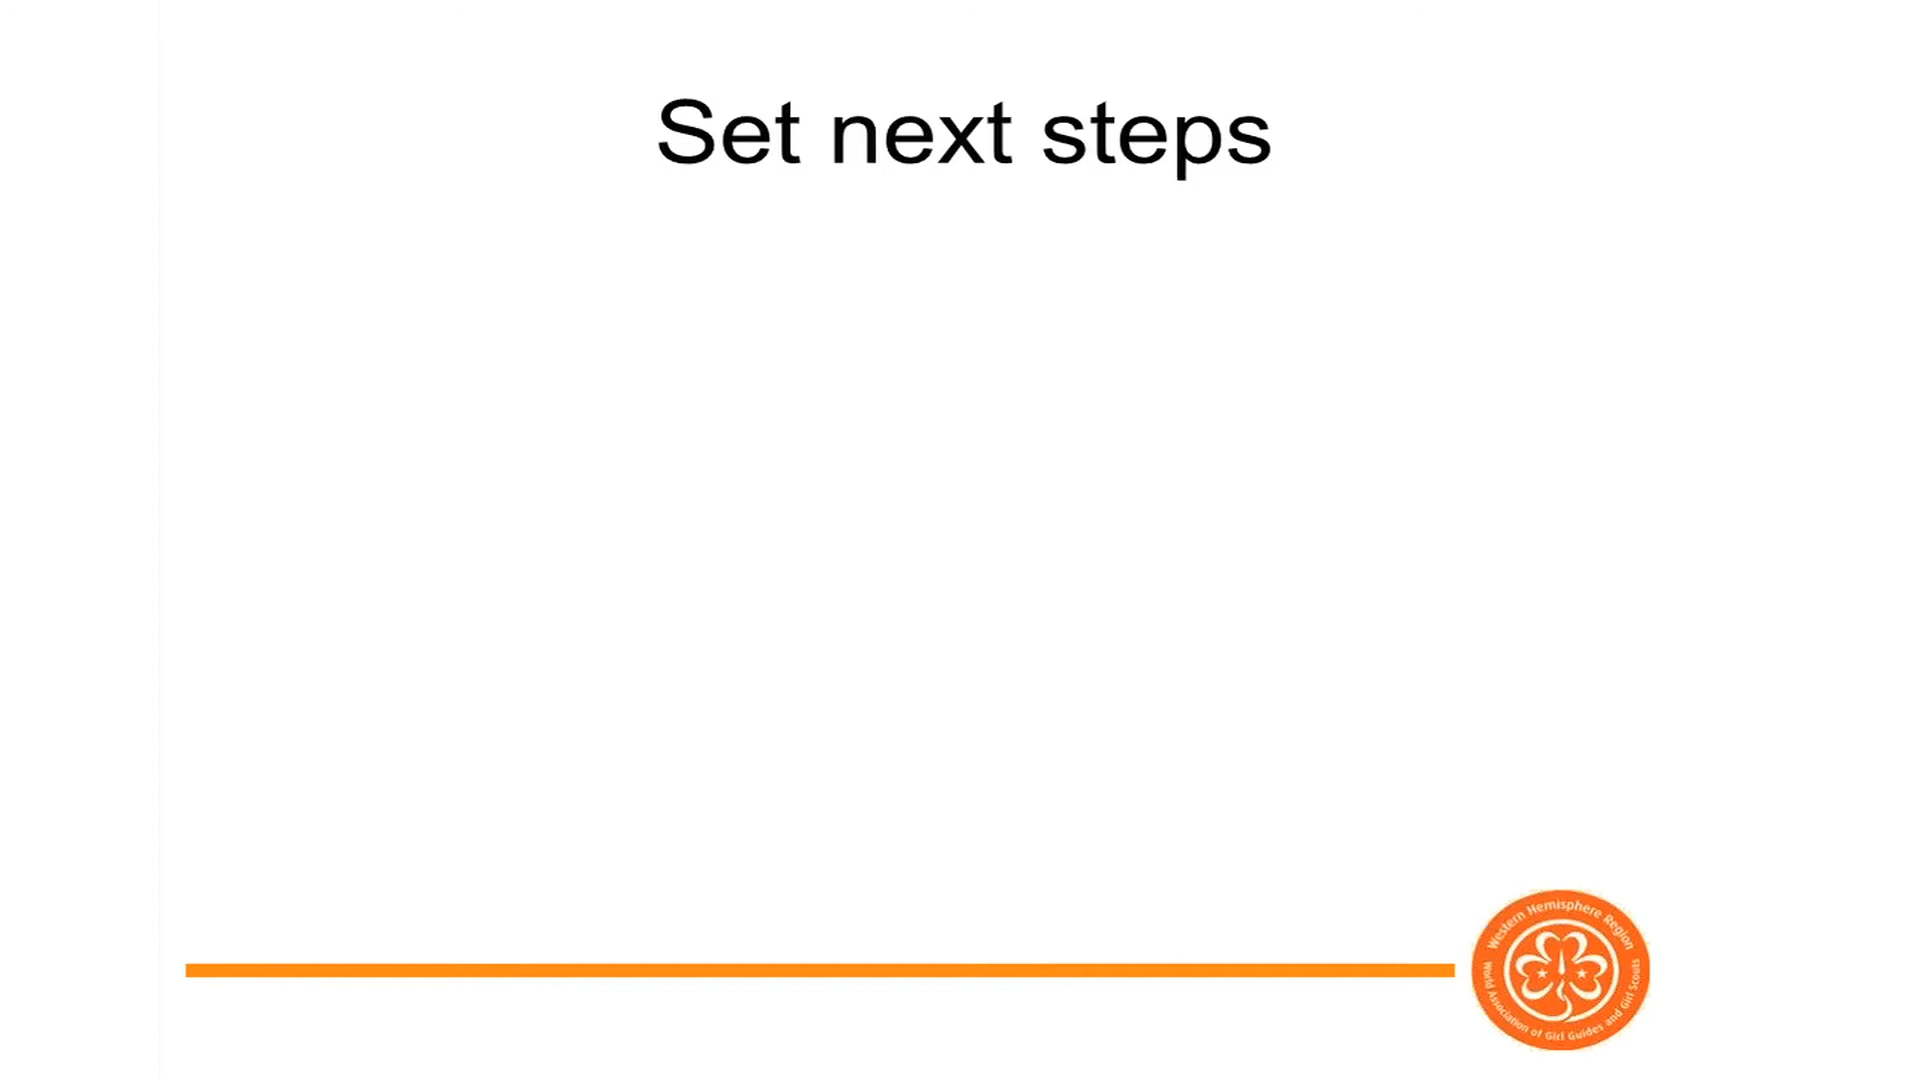 Set next steps
Western Hemisphere Region
World Association of Girl Guides and Girl Scouts